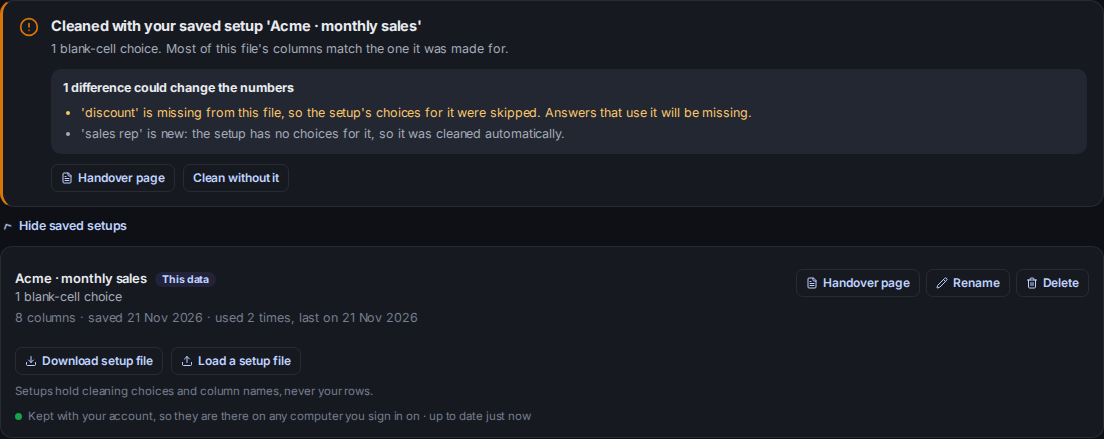 Cleaned with your saved setup 'Acme · monthly sales'
1 blank-cell choice. Most of this file's columns match the one it was made for.
1 difference could change the numbers
• 'discount' is missing from this file, so the setup's choices for it were skipped. Answers that use it will be missing.
• 'sales rep' is new: the setup has no choices for it, so it was cleaned automatically.
Handover page Clean without it
Hide saved setups
Acme · monthly sales This data Handover page Rename Delete
1 blank-cell choice
8 columns · saved 21 Nov 2026 · used 2 times, last on 21 Nov 2026
Download setup file Load a setup file
Setups hold cleaning choices and column names, never your rows.
Kept with your account, so they are there on any computer you sign in on · up to date just now